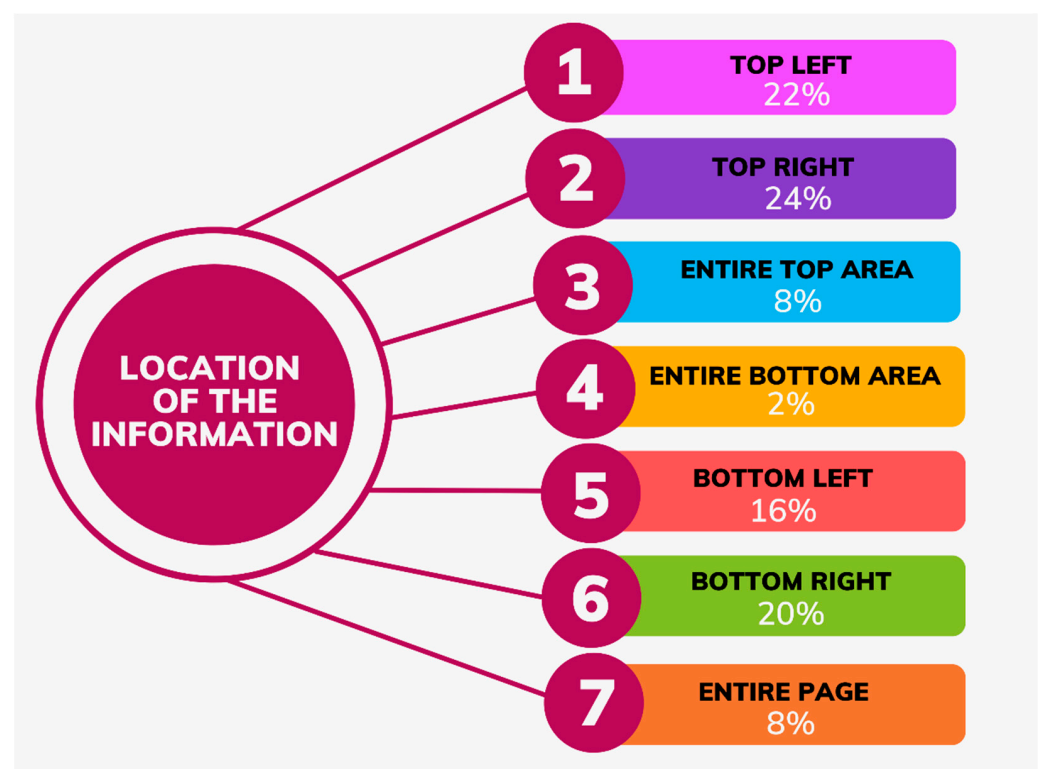 LOCATION
OF THE
INFORMATION
1
TOP LEFT
22%
2
TOP RIGHT
24%
3
ENTIRE TOP AREA
8%
4
ENTIRE BOTTOM AREA
2%
5
BOTTOM LEFT
16%
6
BOTTOM RIGHT
20%
7
ENTIRE PAGE
8%